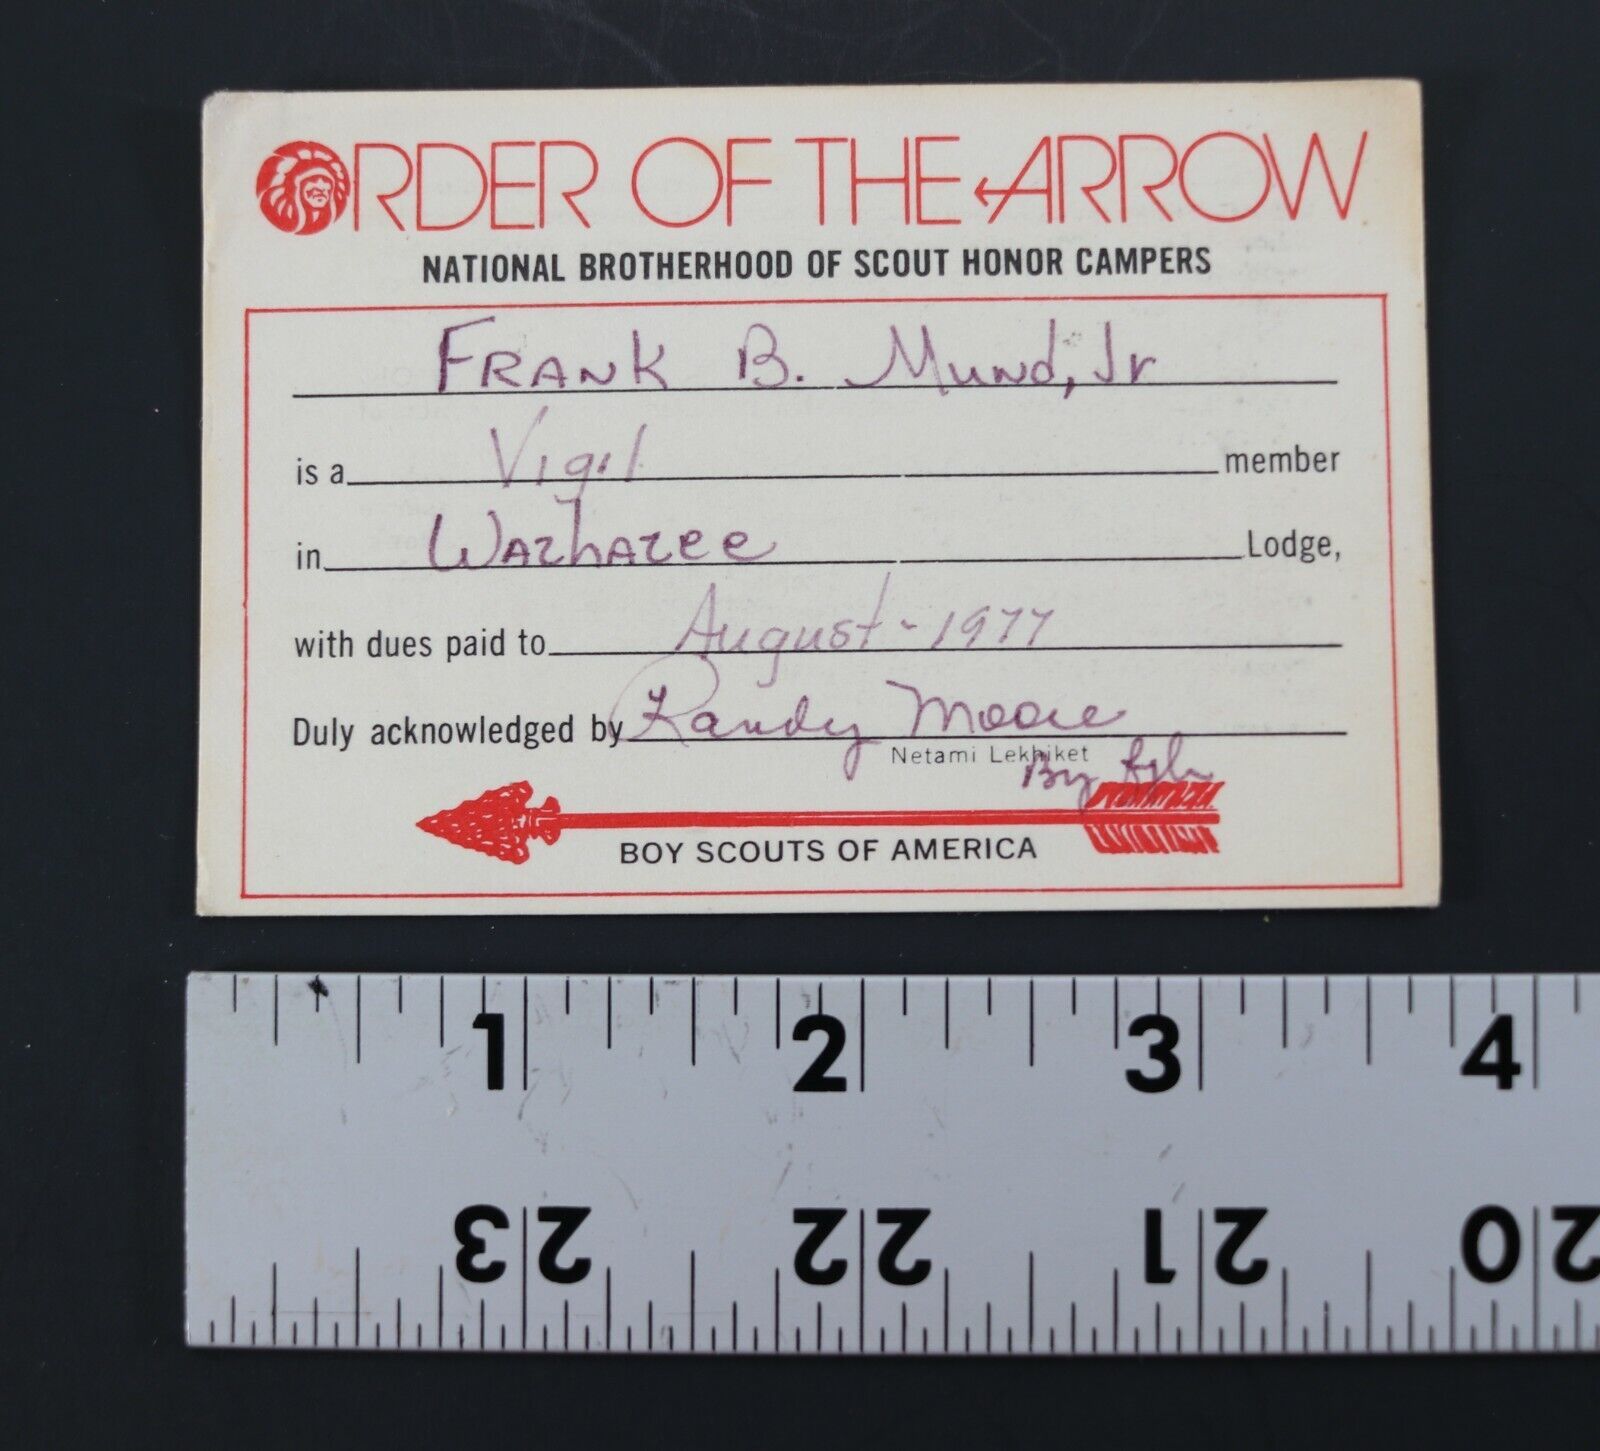 ORDER OF THE ARROW
NATIONAL BROTHERHOOD OF SCOUT HONOR CAMPERS
FRANK B. Mund, Jr
is a Vigil member
in Wazhazee Lodge,
with dues paid to August - 1977
Duly acknowledged by Randy Moore
Netami Lekhiket
By
BOY SCOUTS OF AMERICA
1 2 3 4
23 22 21 20